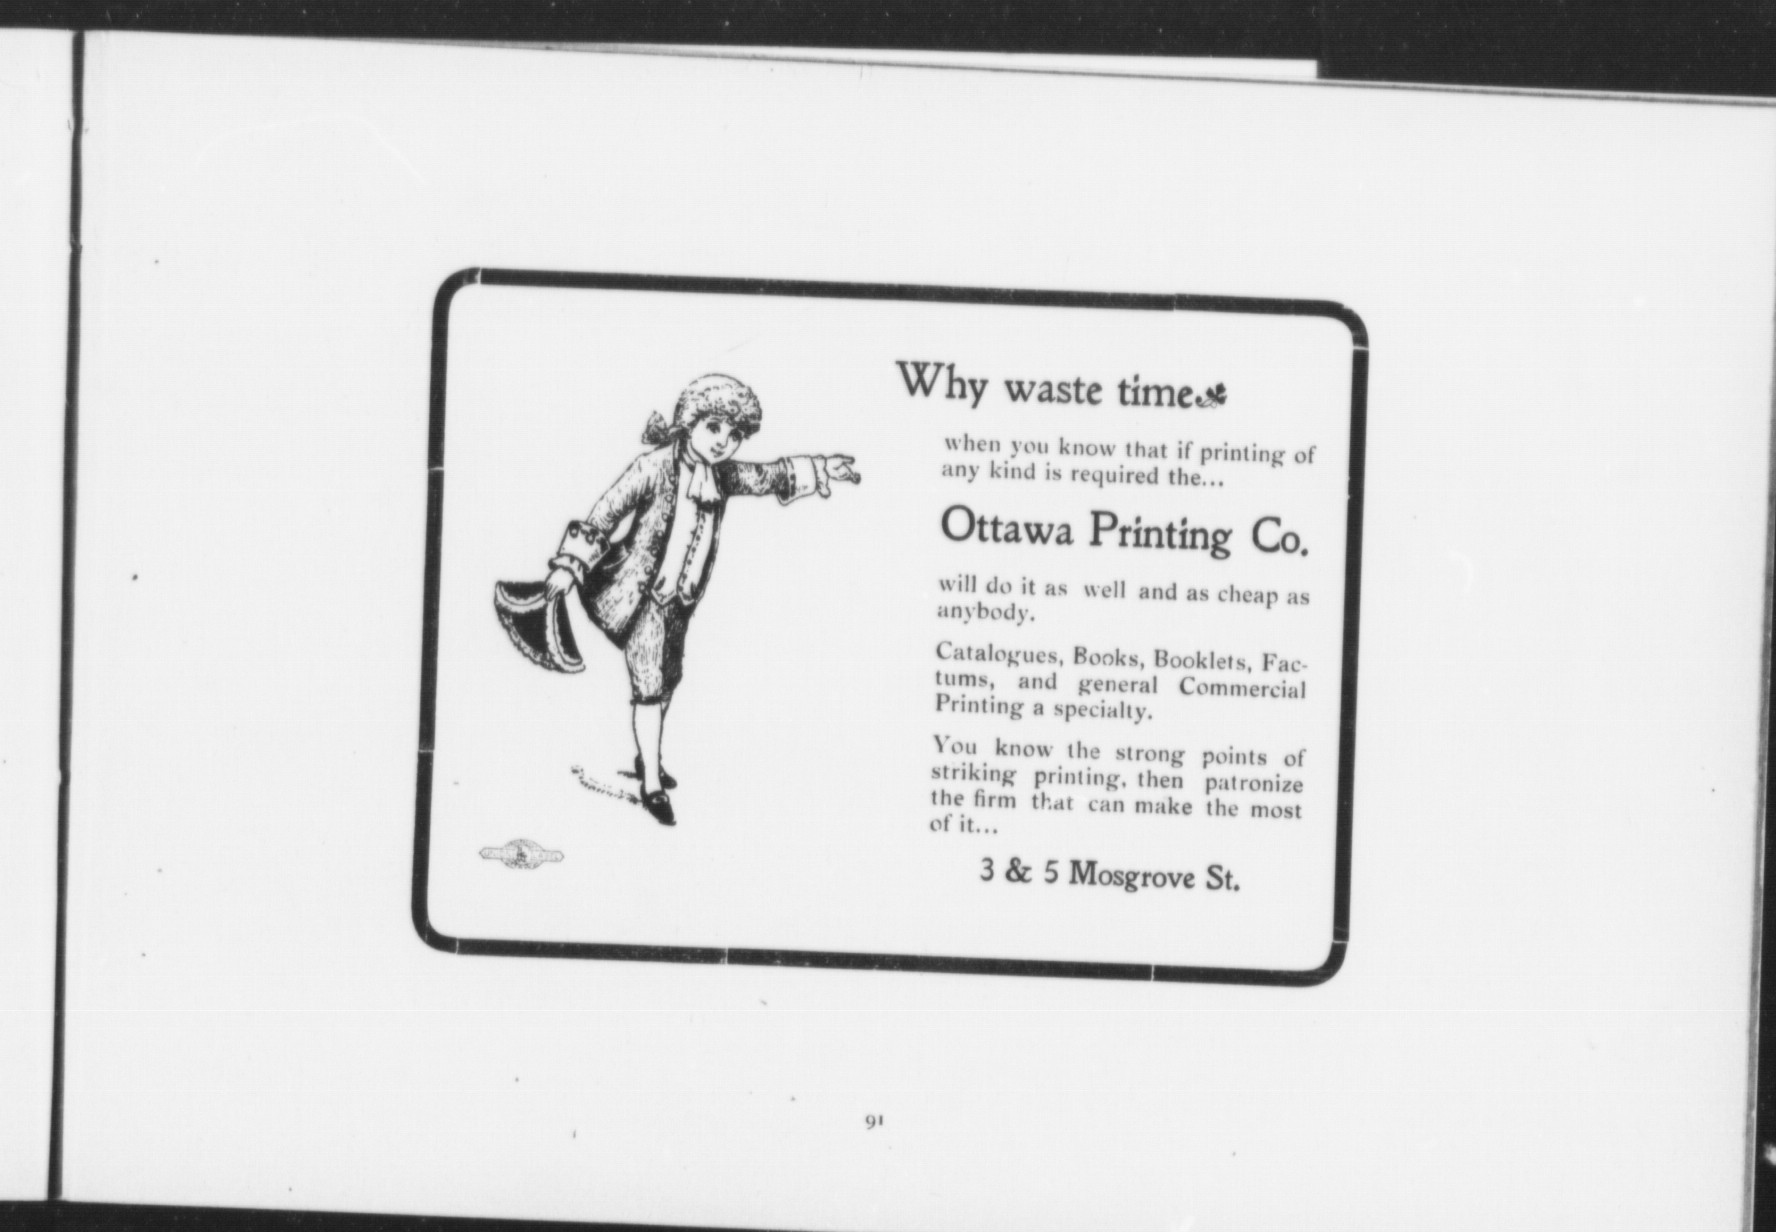 Why waste time
when you know that if printing of
any kind is required the...
Ottawa Printing Co.
will do it as well and as cheap as
anybody.
Catalogues, Books, Booklets, Fac-
tums, and general Commercial
Printing a specialty.
You know the strong points of
striking printing, then patronize
the firm that can make the most
of it...
3 & 5 Mosgrove St.
91